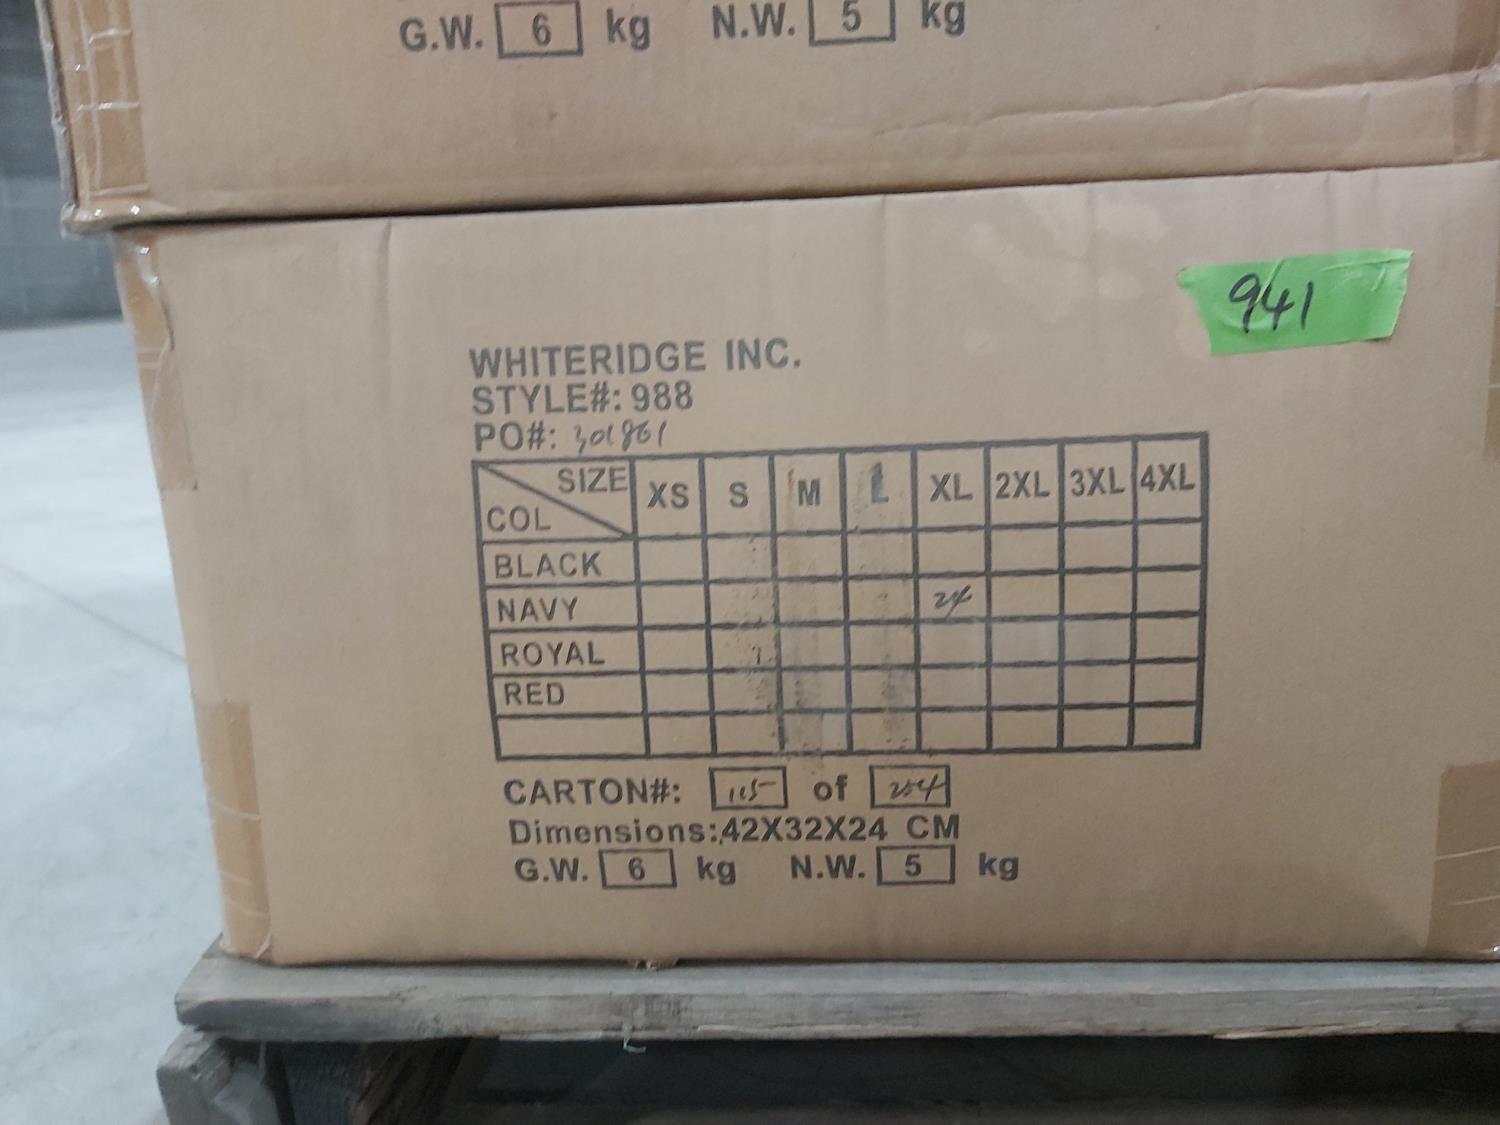 G.W. 6 kg N.W. 5 kg
941
WHITERIDGE INC.
STYLE#: 988
PO#: 301861
SIZE XS S M L XL 2XL 3XL 4XL
COL
BLACK
NAVY 24
ROYAL
RED
CARTON#: 115 of 254
Dimensions:42X32X24 CM
G.W. 6 kg N.W. 5 kg